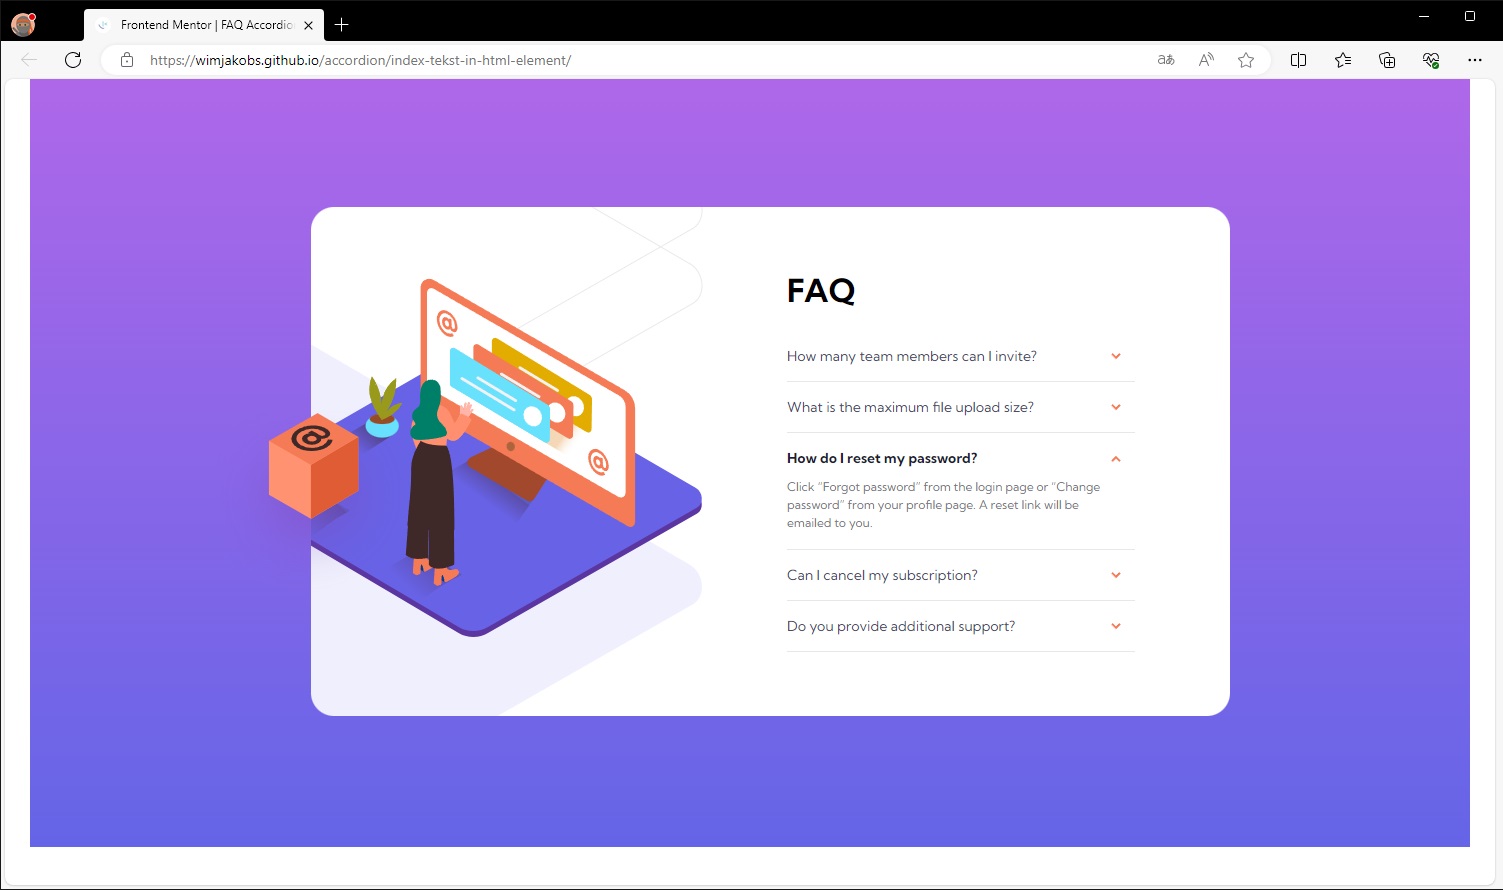 Frontend Mentor | FAQ Accordio
https://wimjakobs.github.io/accordion/index-tekst-in-html-element/
FAQ
How many team members can I invite?
What is the maximum file upload size?
How do I reset my password?
Click “Forgot password” from the login page or “Change
password” from your profile page. A reset link will be
emailed to you.
Can I cancel my subscription?
Do you provide additional support?
@
@
@